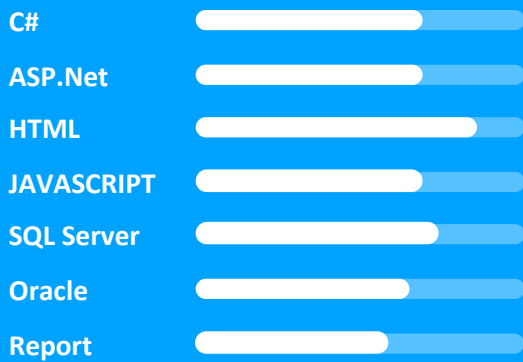 C#
ASP.Net
HTML
JAVASCRIPT
SQL Server
Oracle
Report